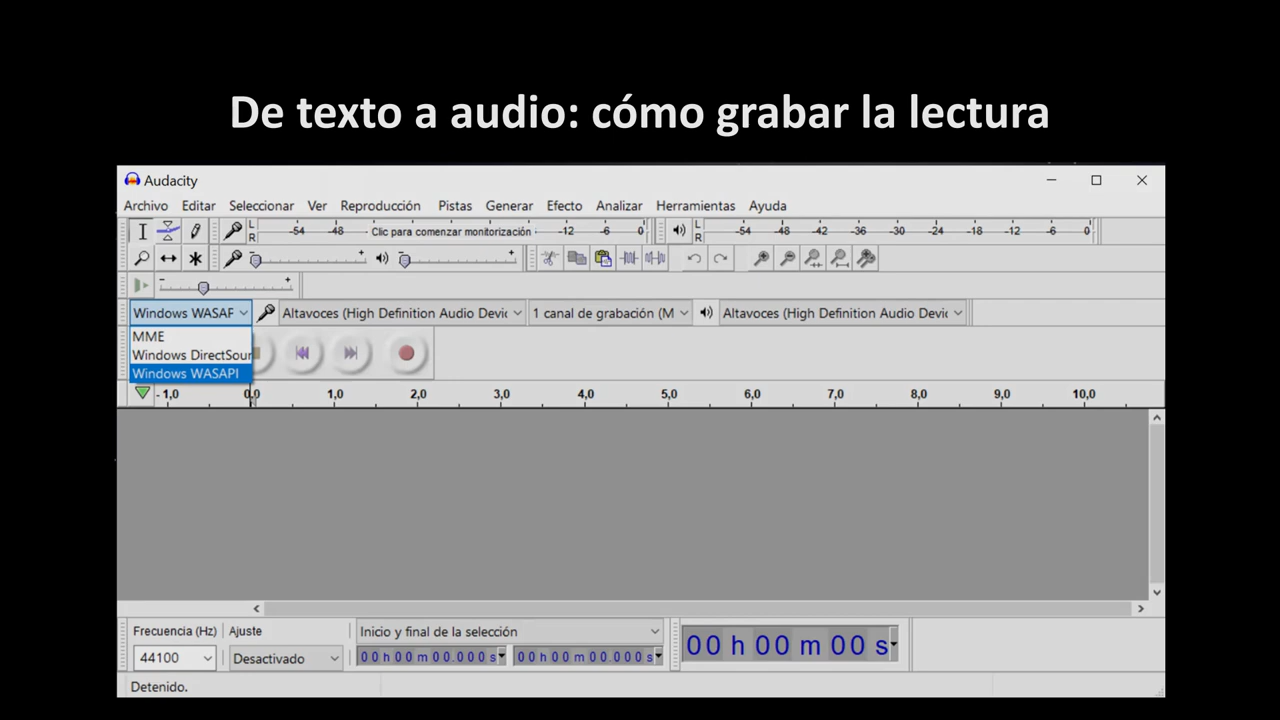 De texto a audio: cómo grabar la lectura
Audacity
Archivo Editar Seleccionar Ver Reproducción Pistas Generar Efecto Analizar Herramientas Ayuda
L R -54 -48 Clic para comenzar monitorización -12 -6 0 L R -54 -48 -42 -36 -30 -24 -18 -12 -6 0
- + - +
- +
Windows WASAF Altavoces (High Definition Audio Devic 1 canal de grabación (M Altavoces (High Definition Audio Devic
MME
Windows DirectSour
Windows WASAPI
- 1,0 0,0 1,0 2,0 3,0 4,0 5,0 6,0 7,0 8,0 9,0 10,0
Frecuencia (Hz) Ajuste Inicio y final de la selección
44100 Desactivado 00 h 00 m 00.000 s 00 h 00 m 00.000 s 00 h 00 m 00 s
Detenido.